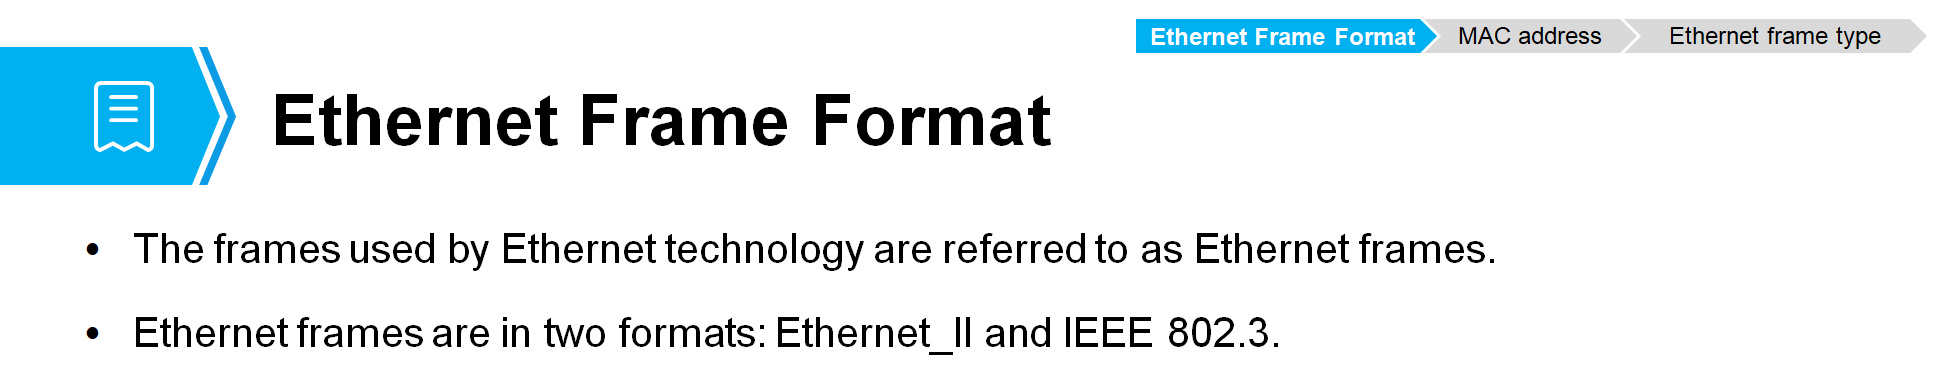 Ethernet Frame Format MAC address Ethernet frame type
Ethernet Frame Format
• The frames used by Ethernet technology are referred to as Ethernet frames.
• Ethernet frames are in two formats: Ethernet_II and IEEE 802.3.